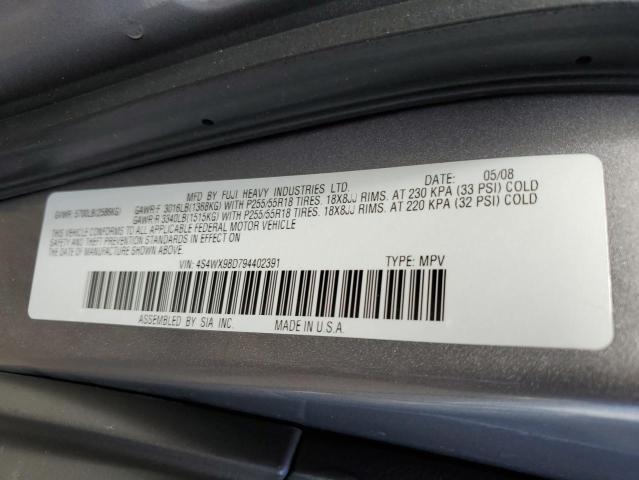 MFD BY FUJI HEAVY INDUSTRIES LTD. DATE: 05/08
GVWR: 5700LB(2586KG) GAWR/F 3016LB(1368KG) WITH P255/55R18 TIRES. 18X8JJ RIMS. AT 230 KPA (33 PSI) COLD
GAWR/R 3340LB(1515KG) WITH P255/55R18 TIRES. 18X8JJ RIMS. AT 220 KPA (32 PSI) COLD
THIS VEHICLE CONFORMS TO ALL APPLICABLE FEDERAL MOTOR VEHICLE
SAFETY AND THEFT PREVENTION STANDARDS IN EFFECT ON
THE DATE OF MANUFACTURE SHOWN ABOVE.
VIN: 4S4WX98D794402391 TYPE: MPV
ASSEMBLED BY SIA INC. MADE IN U.S.A.